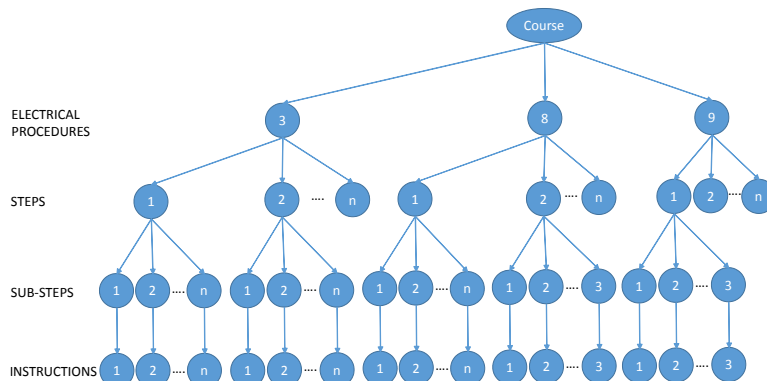 Course
ELECTRICAL
PROCEDURES
3 8 9
STEPS
1 2 .... n 1 2 .... n 1 2 .... n
SUB-STEPS
1 2 .... n 1 2 .... n 1 2 .... n 1 2 .... 3 1 2 .... 3
INSTRUCTIONS
1 2 .... n 1 2 .... n 1 2 .... n 1 2 .... 3 1 2 .... 3